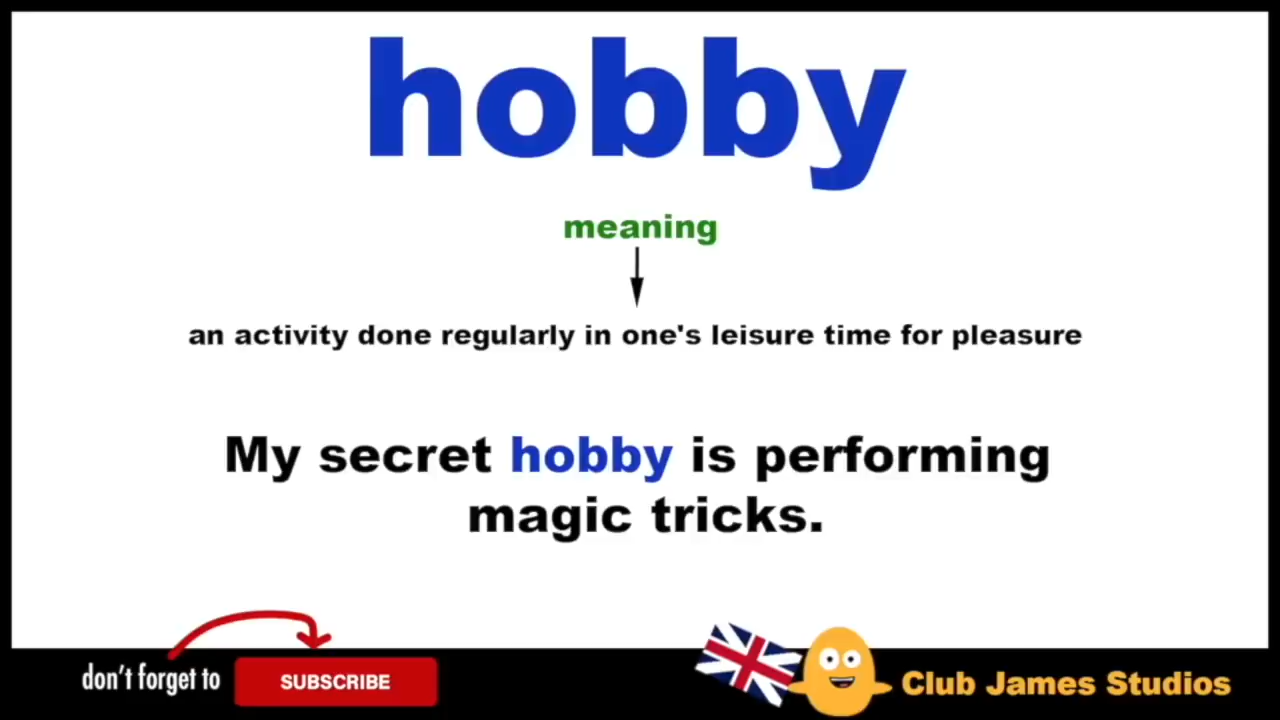 hobby
meaning
an activity done regularly in one's leisure time for pleasure
My secret hobby is performing
magic tricks.
don't forget to SUBSCRIBE
Club James Studios